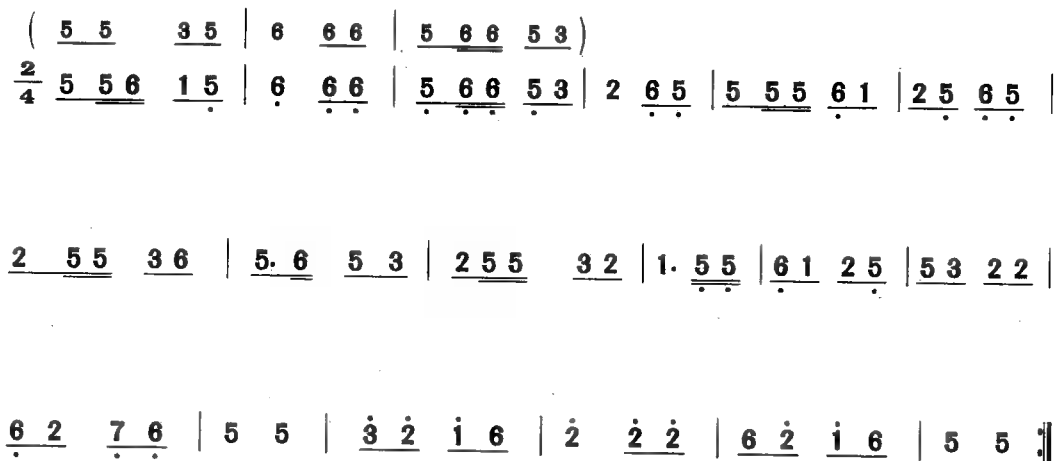 ( 5 5 3 5 | 6 6 6 | 5 6 6 5 3 )
2/4 5 5 6 1 5̣ | 6̣ 6̣ 6̣ | 5̣ 6̣ 6̣ 5̣ 3 | 2 6̣ 5̣ | 5 5 5 6̣ 1 | 2 5̣ 6̣ 5̣ |
2 5 5 3 6 | 5· 6 5 3 | 2 5 5 3 2 | 1· 5̣ 5̣ | 6̣ 1 2 5̣ | 5 3 2 2 |
6̣ 2 7̣ 6̣ | 5 5 | 3̇ 2̇ 1̇ 6 | 2̇ 2̇ 2̇ | 6 2̇ 1̇ 6 | 5 5 :‖